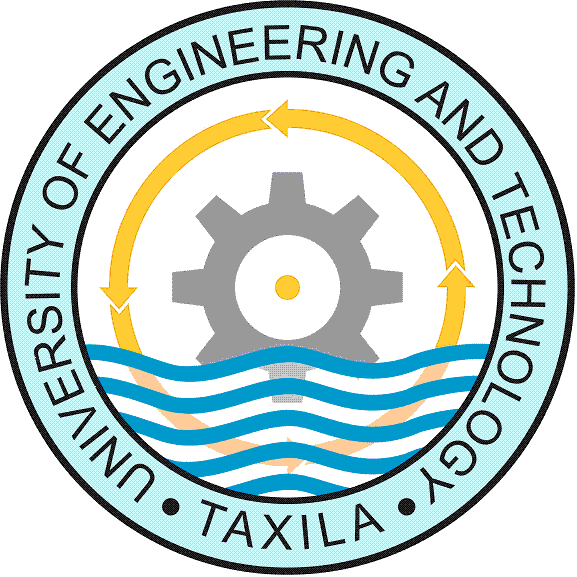 UNIVERSITY OF ENGINEERING AND TECHNOLOGY
• TAXILA •